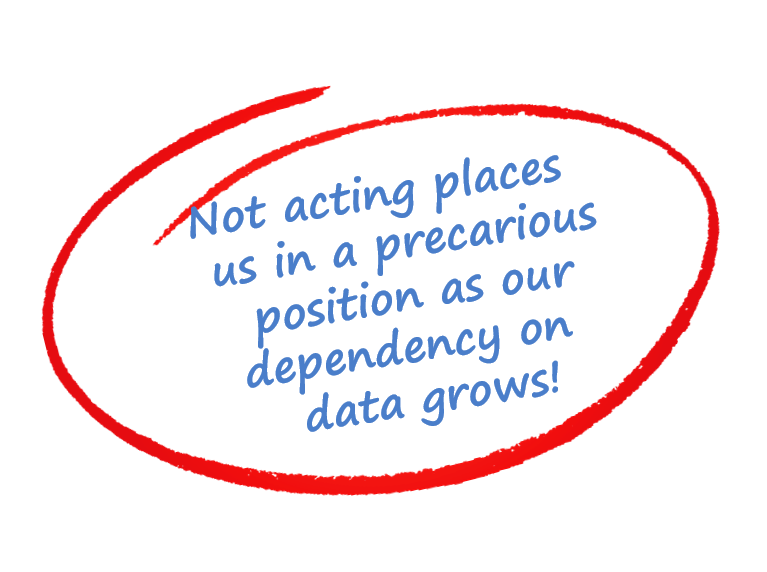 Not acting places
us in a precarious
position as our
dependency on
data grows!